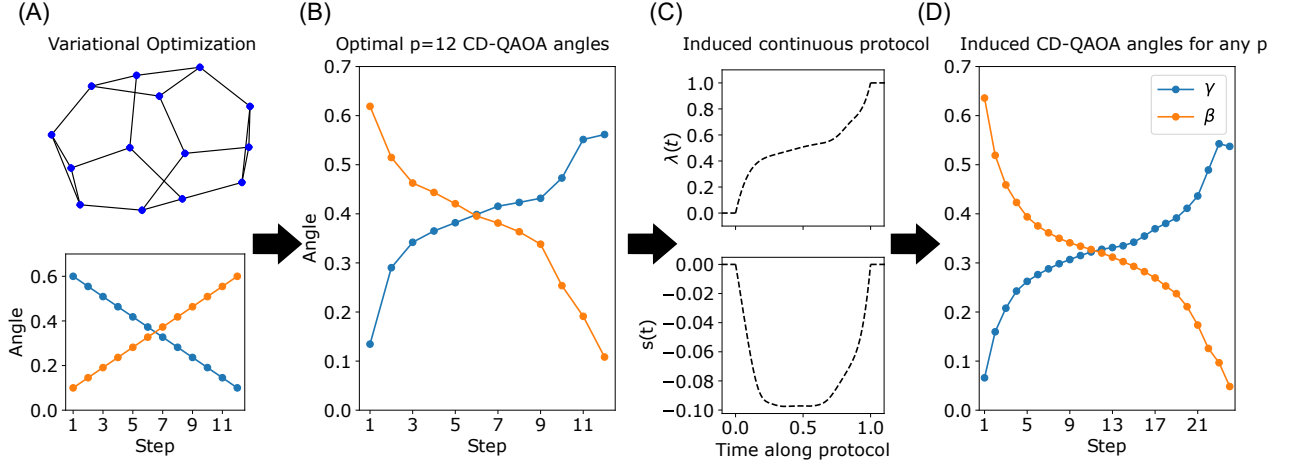 (A)
Variational Optimization
0.6
0.4
0.2
0.0
Angle
1 3 5 7 9 11
Step
(B)
Optimal p=12 CD-QAOA angles
0.7
0.6
0.5
0.4
0.3
0.2
0.1
0.0
Angle
1 3 5 7 9 11
Step
(C)
Induced continuous protocol
1.0
0.8
0.6
0.4
0.2
0.0
λ(t)
0.00
−0.02
−0.04
−0.06
−0.08
−0.10
s(t)
0.0 0.5 1.0
Time along protocol
(D)
Induced CD-QAOA angles for any p
0.7
0.6
0.5
0.4
0.3
0.2
0.1
0.0
γ
β
1 5 9 13 17 21
Step